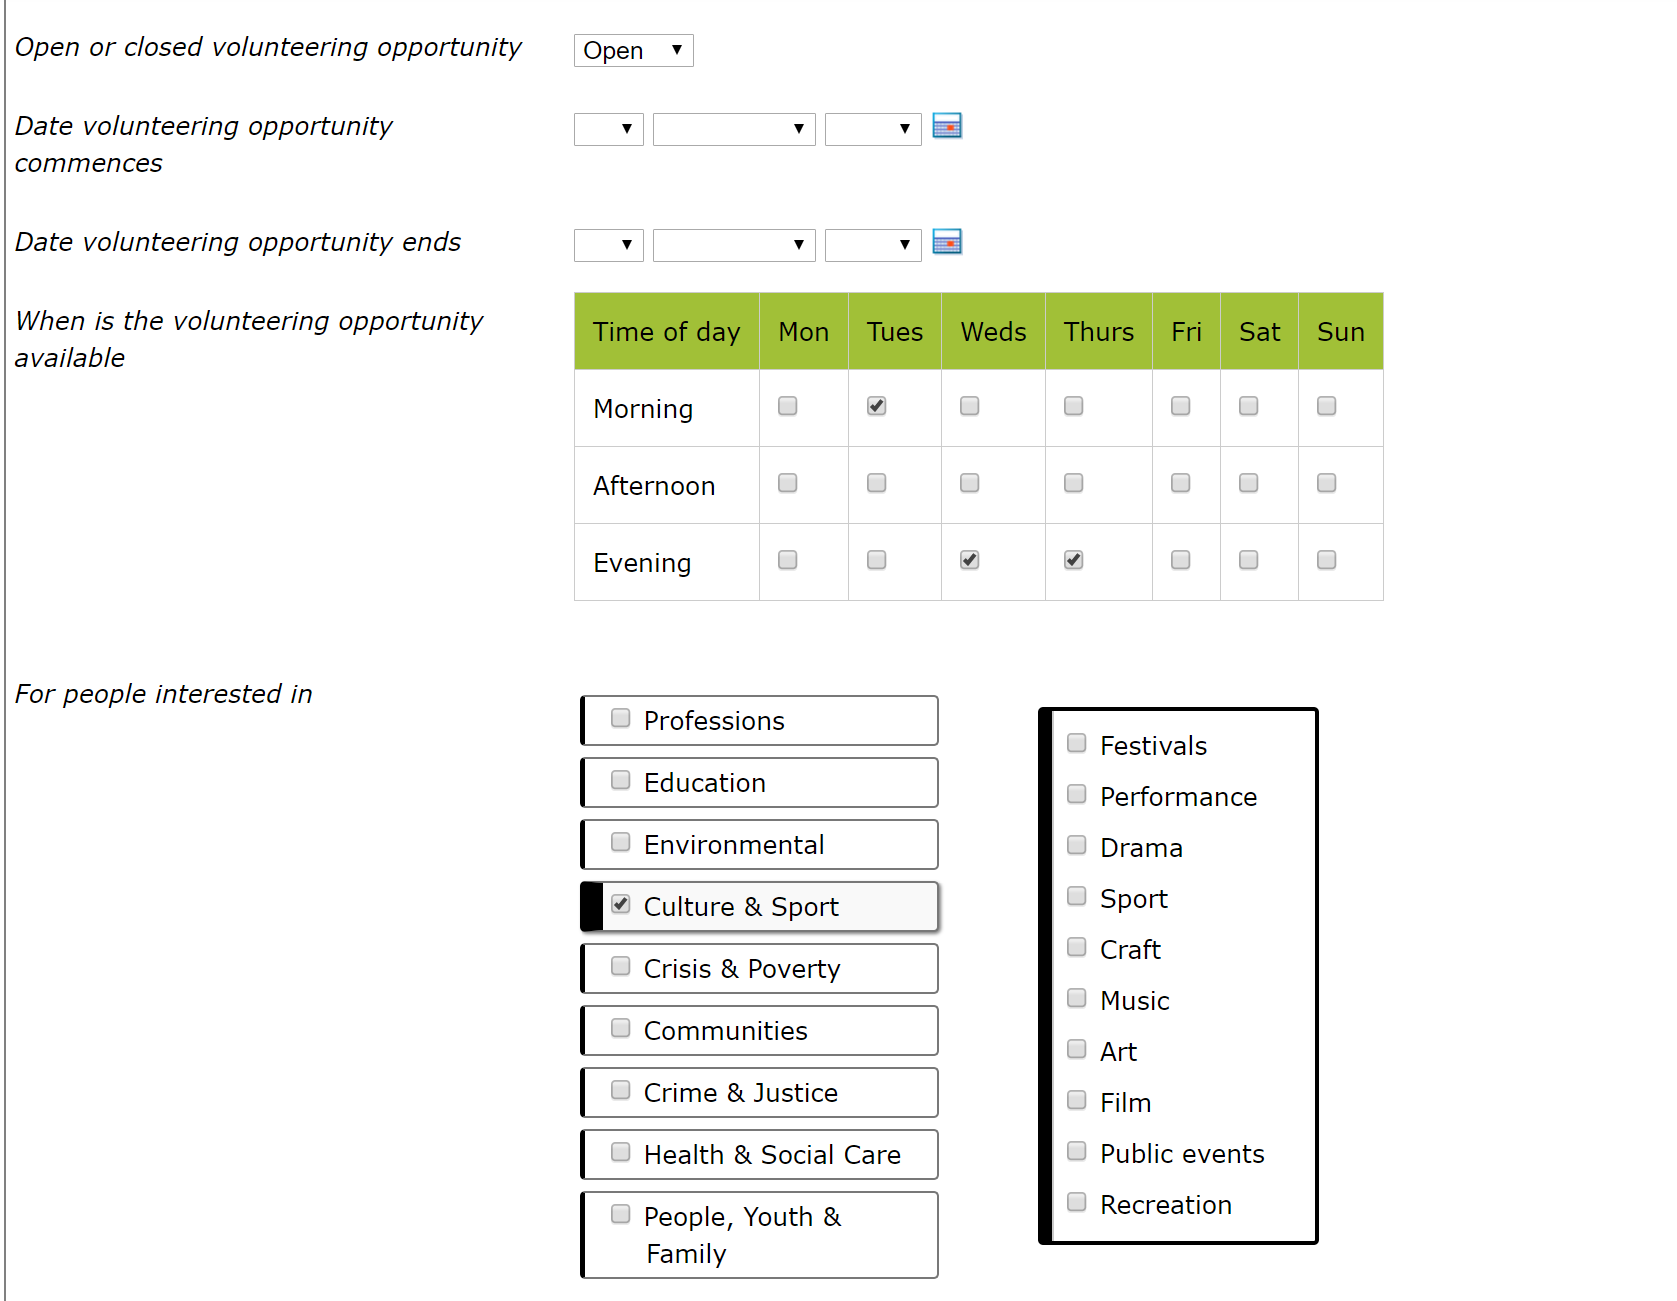 Open or closed volunteering opportunity
Open
Date volunteering opportunity
commences
Date volunteering opportunity ends
When is the volunteering opportunity
available
Time of day Mon Tues Weds Thurs Fri Sat Sun
Morning
Afternoon
Evening
For people interested in
Professions
Education
Environmental
Culture & Sport
Crisis & Poverty
Communities
Crime & Justice
Health & Social Care
People, Youth &
Family
Festivals
Performance
Drama
Sport
Craft
Music
Art
Film
Public events
Recreation